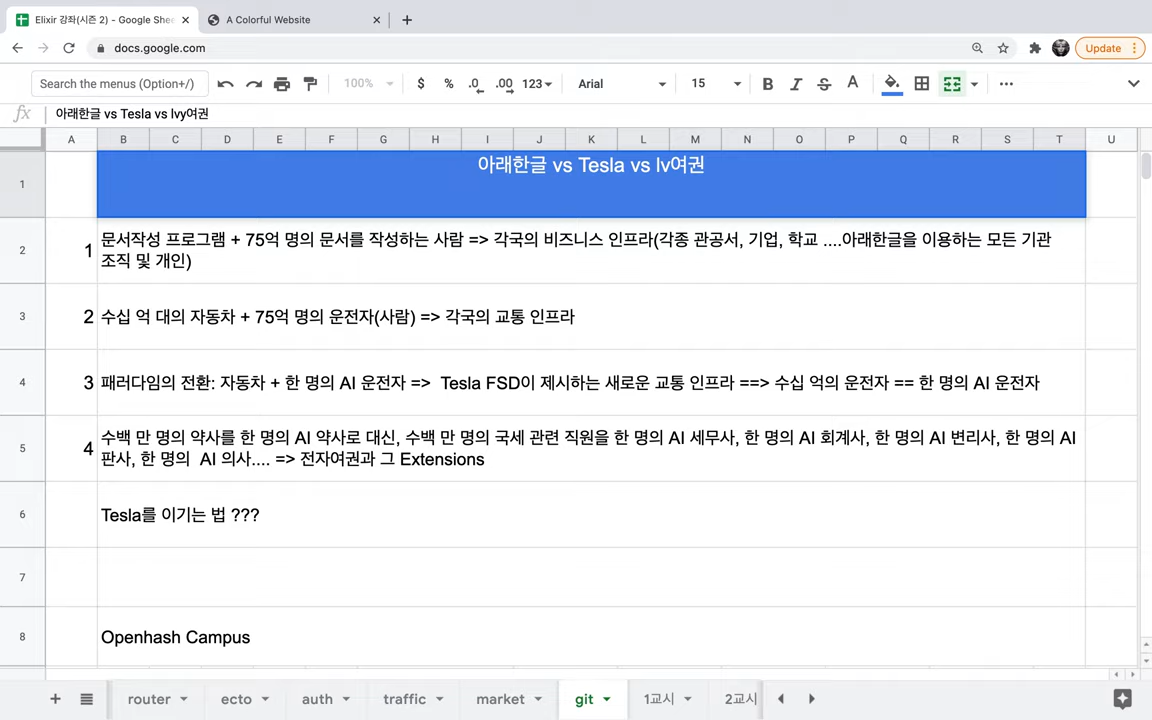 Elixir 강좌(시즌 2) - Google Shee
A Colorful Website
docs.google.com
Update
Search the menus (Option+/)
100%
$ % .0 .00 123
Arial
15
B I S A
fx 아래한글 vs Tesla vs lvy여권
A B C D E F G H I J K L M N O P Q R S T U
1 아래한글 vs Tesla vs lv여권
2 1 문서작성 프로그램 + 75억 명의 문서를 작성하는 사람 => 각국의 비즈니스 인프라(각종 관공서, 기업, 학교 ....아래한글을 이용하는 모든 기관
조직 및 개인)
3 2 수십 억 대의 자동차 + 75억 명의 운전자(사람) => 각국의 교통 인프라
4 3 패러다임의 전환: 자동차 + 한 명의 AI 운전자 => Tesla FSD이 제시하는 새로운 교통 인프라 ==> 수십 억의 운전자 == 한 명의 AI 운전자
5 4 수백 만 명의 약사를 한 명의 AI 약사로 대신, 수백 만 명의 국세 관련 직원을 한 명의 AI 세무사, 한 명의 AI 회계사, 한 명의 AI 변리사, 한 명의 AI
판사, 한 명의 AI 의사.... => 전자여권과 그 Extensions
6 Tesla를 이기는 법 ???
7
8 Openhash Campus
router ecto auth traffic market git 1교시 2교시